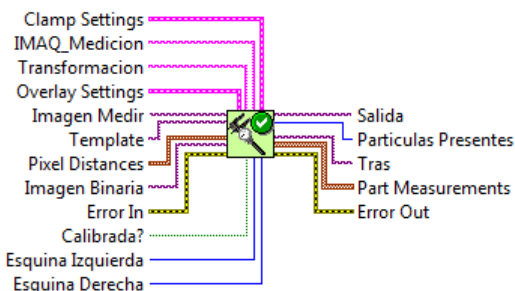 Clamp Settings
IMAQ_Medicion
Transformacion
Overlay Settings
Imagen Medir
Template
Pixel Distances
Imagen Binaria
Error In
Calibrada?
Esquina Izquierda
Esquina Derecha
Salida
Particulas Presentes
Tras
Part Measurements
Error Out